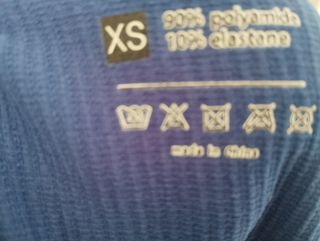 XS
90% polyamide
10% elastane
made in China